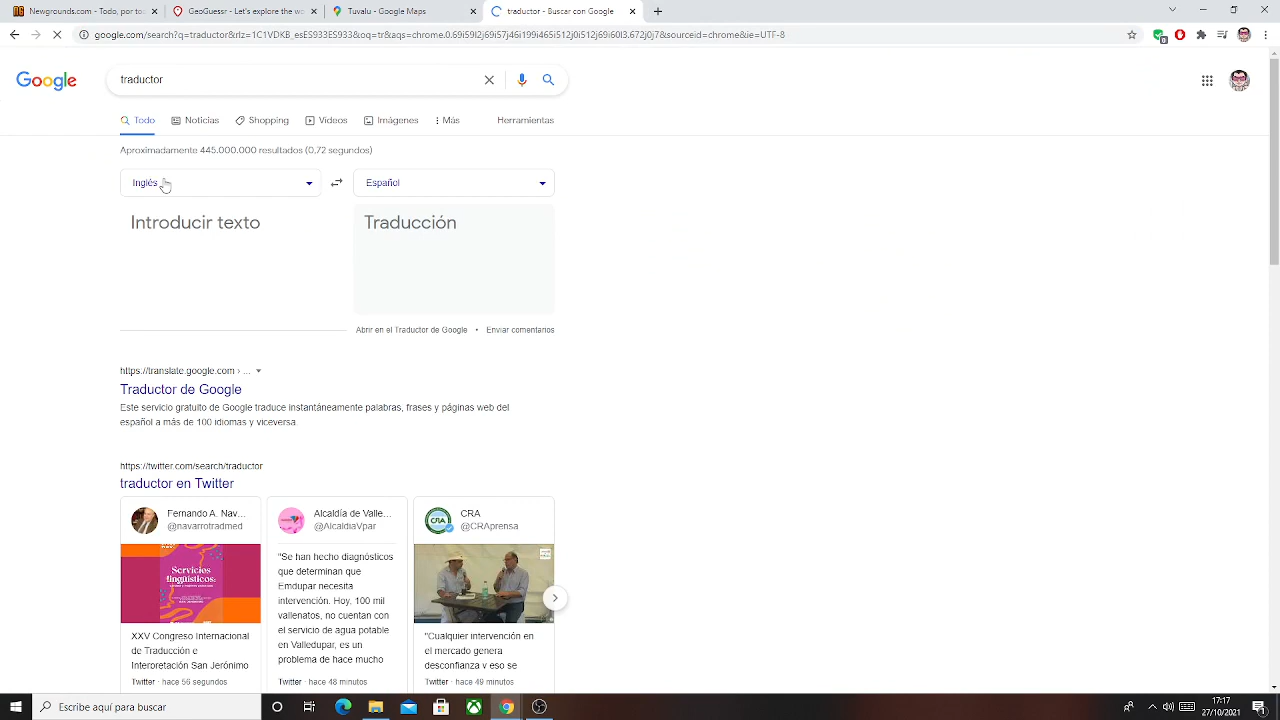 Newgrounds.com - Todo, por to
GeoGuessr - Let's explore the wo
Tuvalu - Google Maps
traductor - Buscar con Google
google.com/search?q=traductor&rlz=1C1VDKB_esES933ES933&oq=tr&aqs=chrome.0.69i59l2j69i57j46i199i465i512j0i512j69i60l3.672j0j7&sourceid=chrome&ie=UTF-8
0
Google
traductor
Todo
Noticias
Shopping
Vídeos
Imágenes
Más
Herramientas
Aproximadamente 445.000.000 resultados (0,72 segundos)
Inglés
Español
Introducir texto
Traducción
Abrir en el Traductor de Google • Enviar comentarios
https://translate.google.com › ...
Traductor de Google
Este servicio gratuito de Google traduce instantáneamente palabras, frases y páginas web del
español a más de 100 idiomas y viceversa.
https://twitter.com/search/traductor
traductor en Twitter
Fernando A. Nav...
@navarrotradmed
Servicios
lingüísticos:
XXV Congreso Internacional
de Traducción e
Interpretación San Jerónimo
Twitter · hace 56 segundos
Alcaldía de Valle...
@AlcaldiaVpar
"Se han hecho diagnósticos
que determinan que
Emdupar necesita
intervención. Hoy, 100 mil
vallenatos, no cuentan con
el servicio de agua potable
en Valledupar, es un
problema de hace mucho
Twitter · hace 48 minutos
CRA
@CRAprensa
CRA
"Cualquier intervención en
el mercado genera
desconfianza y eso se
Twitter · hace 49 minutos
Escribe aquí para buscar
17:17
27/10/2021